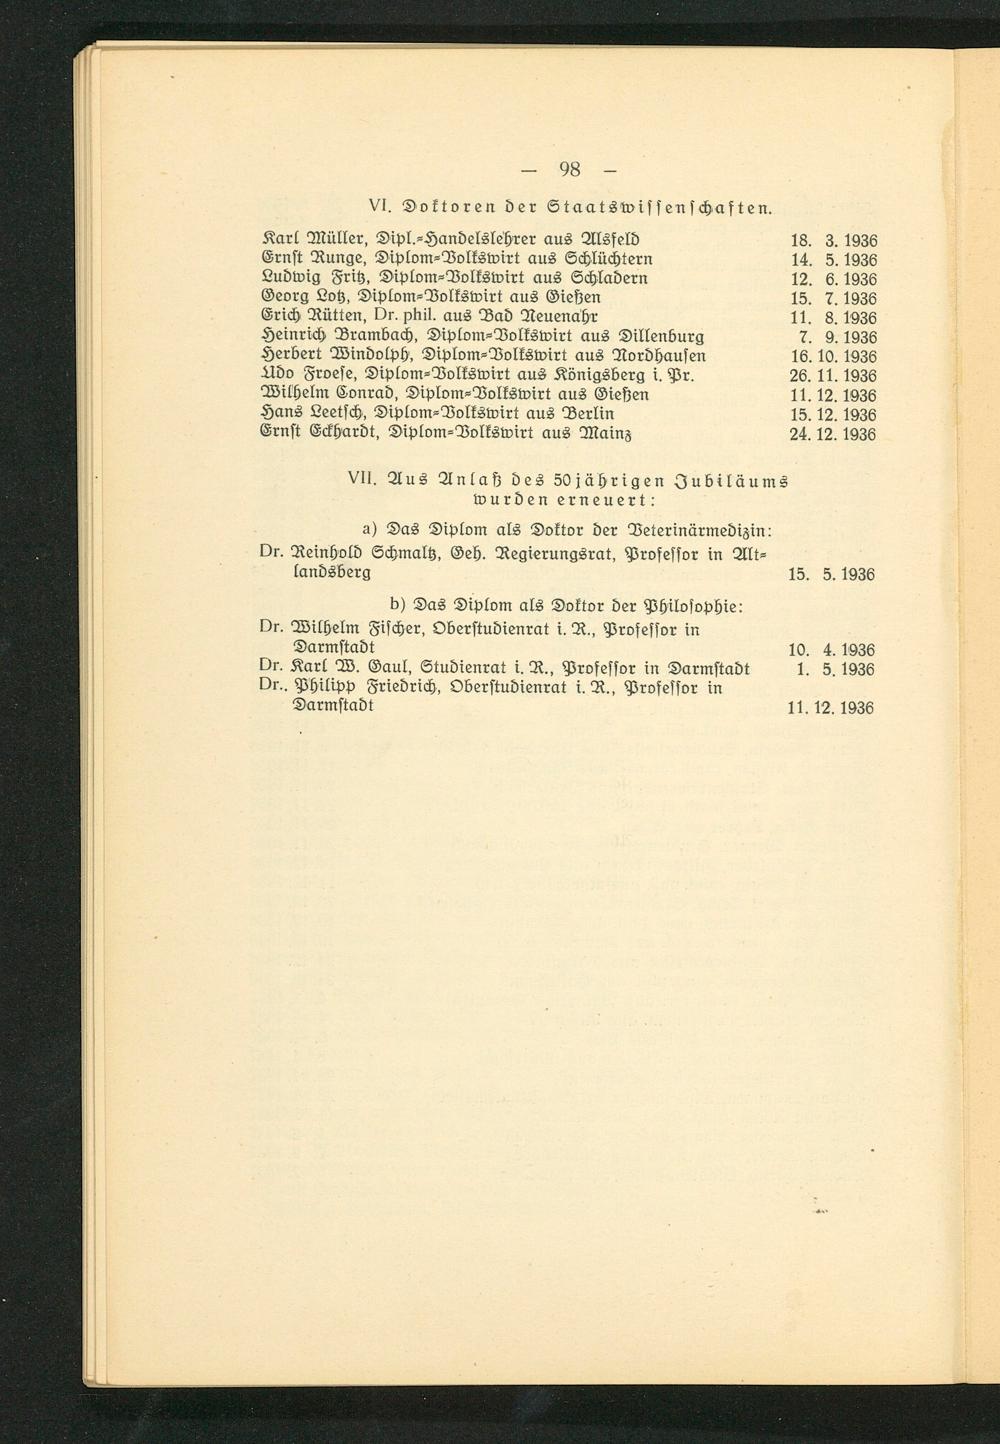 — 98 —
VI. Doktoren der Staatswissenschaften.
Karl Müller, Dipl.-Handelslehrer aus Alsfeld 18. 3. 1936
Ernst Runge, Diplom-Volkswirt aus Schlüchtern 14. 5. 1936
Ludwig Fritz, Diplom-Volkswirt aus Schladern 12. 6. 1936
Georg Lotz, Diplom-Volkswirt aus Gießen 15. 7. 1936
Erich Rütten, Dr. phil. aus Bad Neuenahr 11. 8. 1936
Heinrich Brambach, Diplom-Volkswirt aus Dillenburg 7. 9. 1936
Herbert Windolph, Diplom-Volkswirt aus Nordhausen 16. 10. 1936
Udo Froese, Diplom-Volkswirt aus Königsberg i. Pr. 26. 11. 1936
Wilhelm Conrad, Diplom-Volkswirt aus Gießen 11. 12. 1936
Hans Leetsch, Diplom-Volkswirt aus Berlin 15. 12. 1936
Ernst Eckhardt, Diplom-Volkswirt aus Mainz 24. 12. 1936
VII. Aus Anlaß des 50jährigen Jubiläums
wurden erneuert:
a) Das Diplom als Doktor der Veterinärmedizin:
Dr. Reinhold Schmaltz, Geh. Regierungsrat, Professor in Alt-
landsberg 15. 5. 1936
b) Das Diplom als Doktor der Philosophie:
Dr. Wilhelm Fischer, Oberstudienrat i. R., Professor in
Darmstadt 10. 4. 1936
Dr. Karl W. Gaul, Studienrat i. R., Professor in Darmstadt 1. 5. 1936
Dr.. Philipp Friedrich, Oberstudienrat i. R., Professor in
Darmstadt 11. 12. 1936